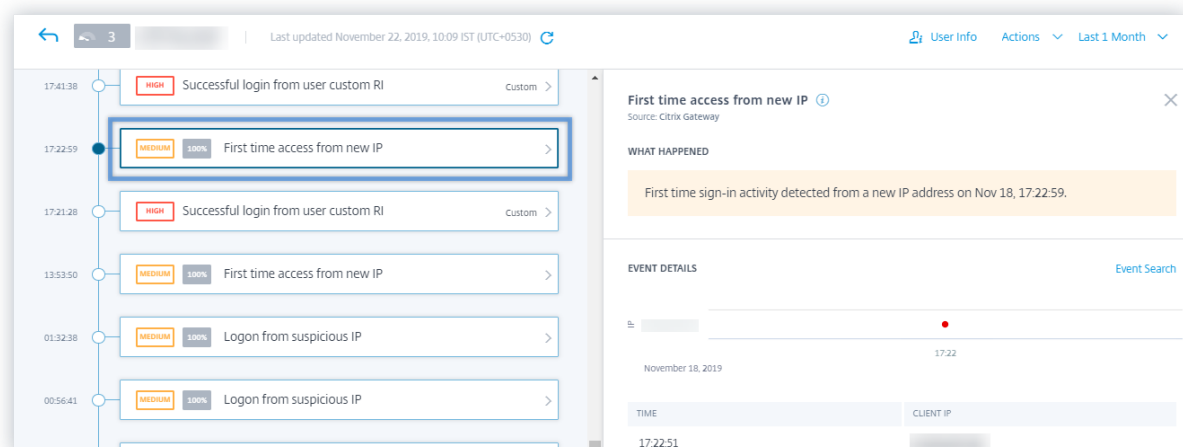 3 Last updated November 22, 2019, 10:09 IST (UTC+0530) User Info Actions Last 1 Month
17:41:38 HIGH Successful login from user custom RI Custom
17:22:59 MEDIUM 100% First time access from new IP
17:21:28 HIGH Successful login from user custom RI Custom
13:53:50 MEDIUM 100% First time access from new IP
01:32:38 MEDIUM 100% Logon from suspicious IP
00:56:41 MEDIUM 100% Logon from suspicious IP
First time access from new IP
Source: Citrix Gateway
WHAT HAPPENED
First time sign-in activity detected from a new IP address on Nov 18, 17:22:59.
EVENT DETAILS Event Search
IP
17:22
November 18, 2019
TIME CLIENT IP
17:22:51